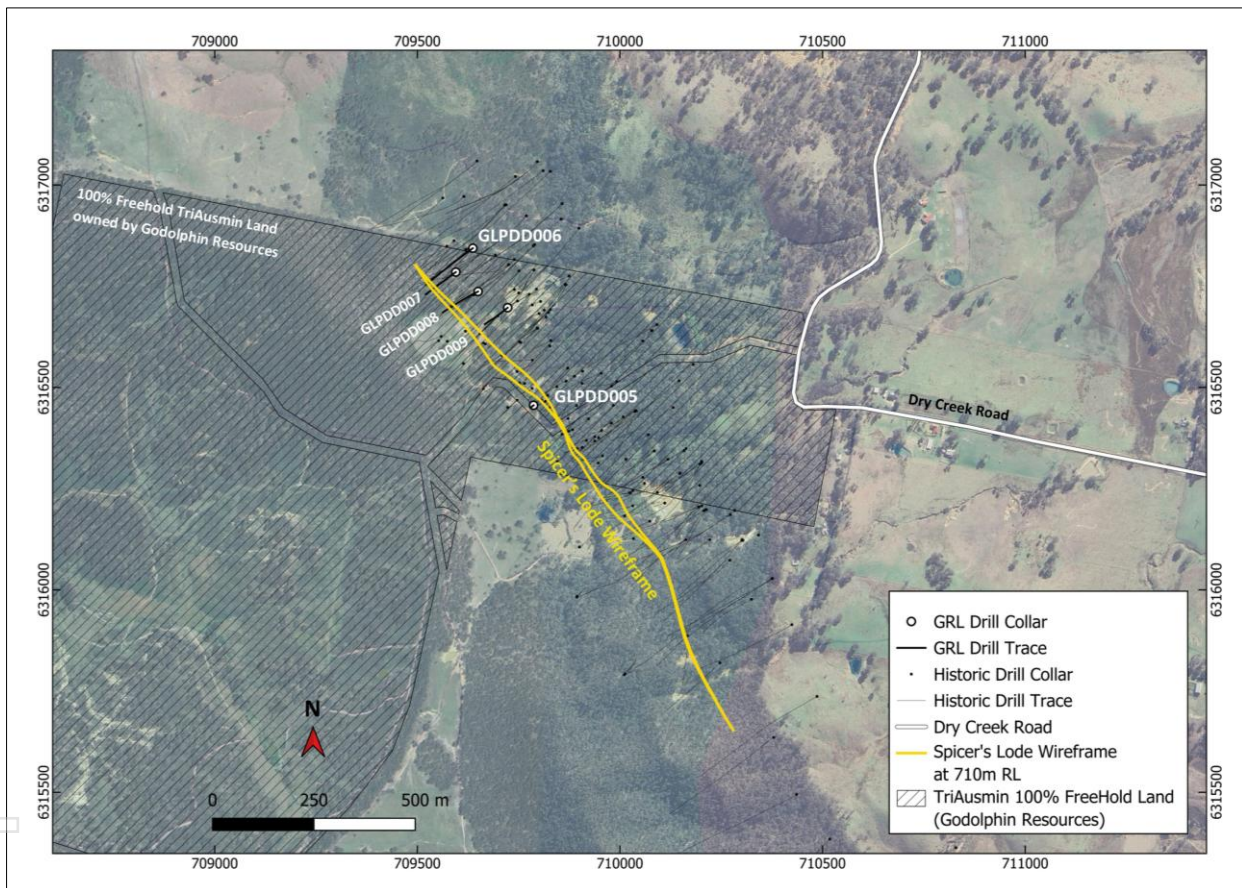 709000 709500 710000 710500 711000
6317000
6317000
100% Freehold TriAusmin Land
owned by Godolphin Resources
GLPDD006
GLPDD007
GLPDD008
GLPDD009
GLPDD005
6316500
6316500
Dry Creek Road
Spicer's Lode Wireframe
6316000
6316000
GRL Drill Collar
GRL Drill Trace
Historic Drill Collar
Historic Drill Trace
Dry Creek Road
Spicer's Lode Wireframe
at 710m RL
TriAusmin 100% FreeHold Land
(Godolphin Resources)
N
0 250 500 m
6315500
6315500
709000 709500 710000 710500 711000